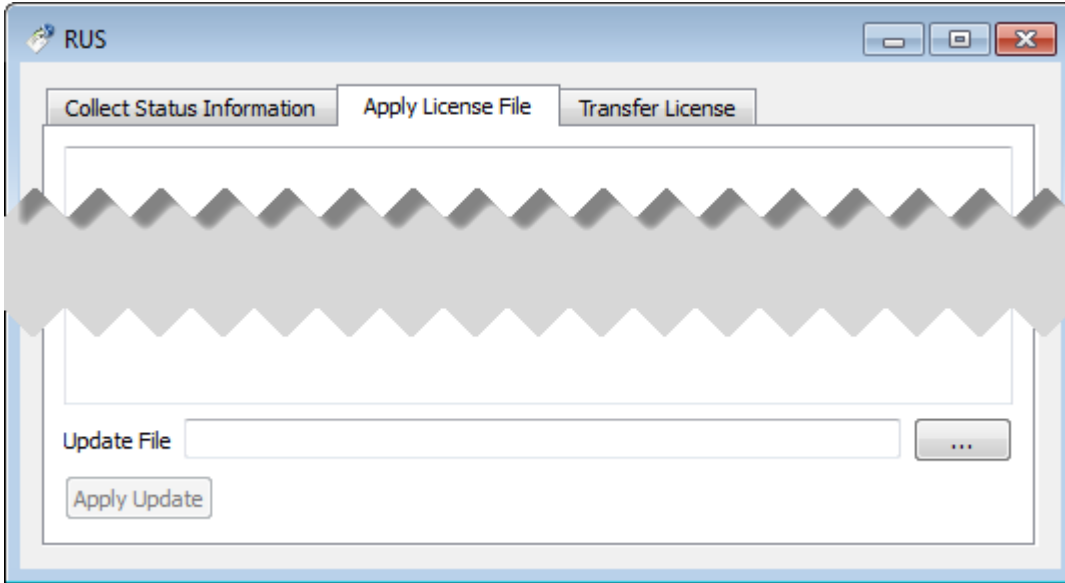 RUS
Collect Status Information Apply License File Transfer License
Update File ...
Apply Update